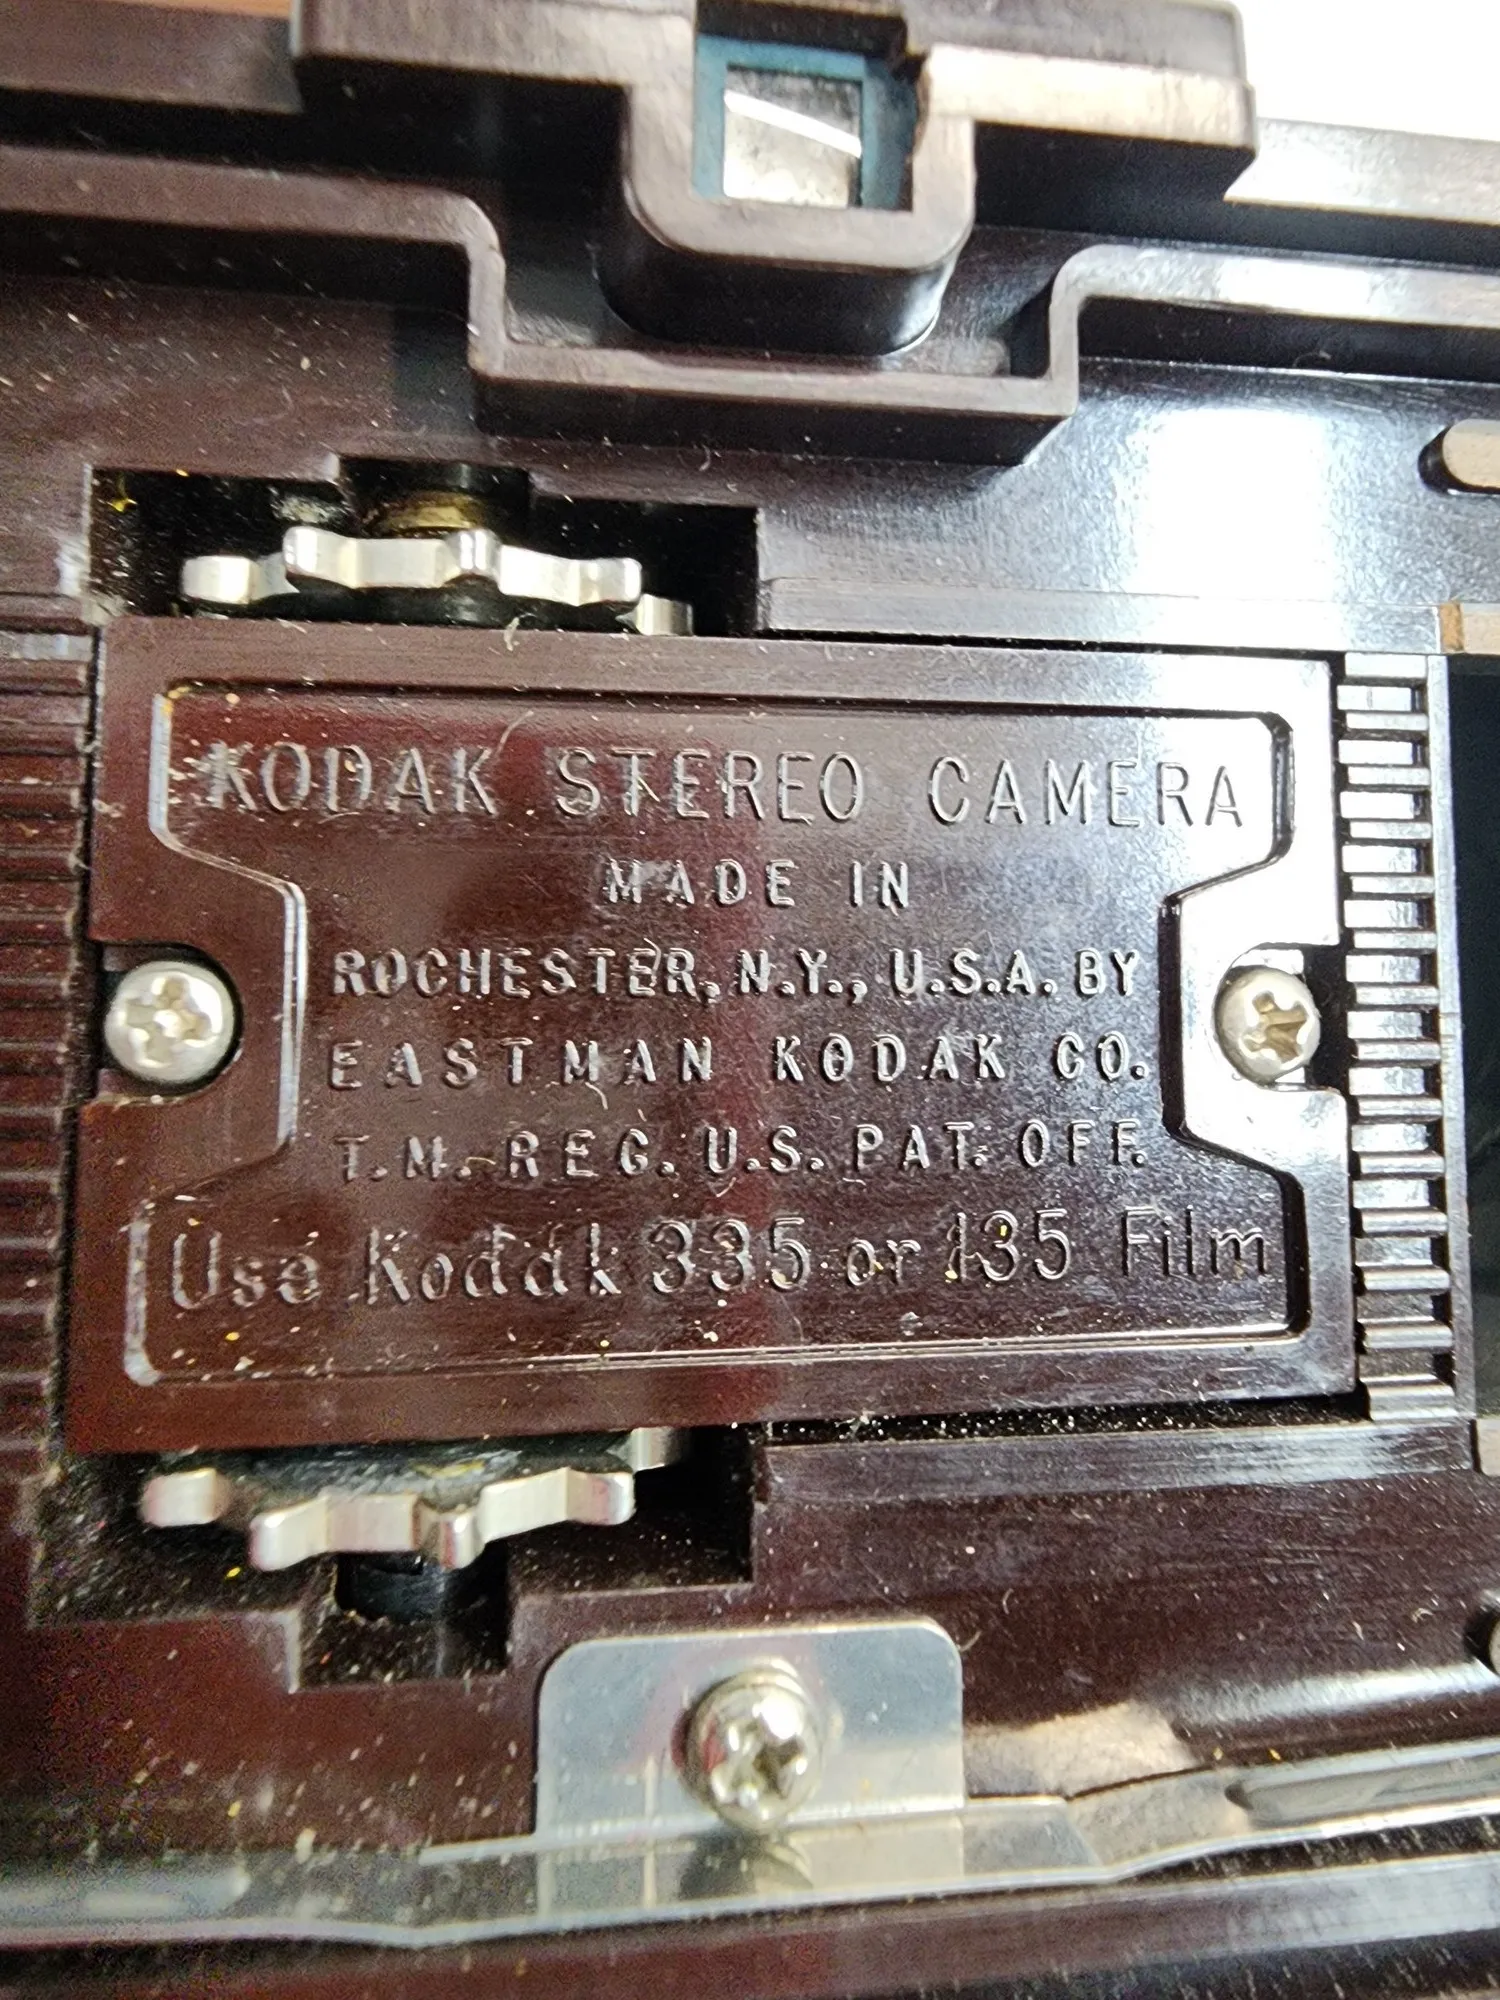 KODAK STEREO CAMERA
MADE IN
ROCHESTER, N.Y., U.S.A. BY
EASTMAN KODAK CO.
T.M. REG. U.S. PAT. OFF.
Use Kodak 335 or 135 Film